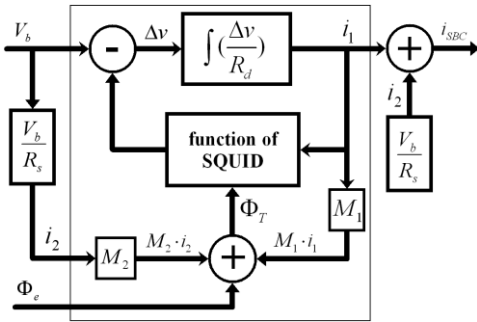 V_b
-
Δv
∫(Δv/R_d)
i_1
+
i_SBC
i_2
V_b/R_s
function of
SQUID
V_b/R_s
Φ_T
M_1
i_2
M_2
M_2·i_2
+
M_1·i_1
Φ_e